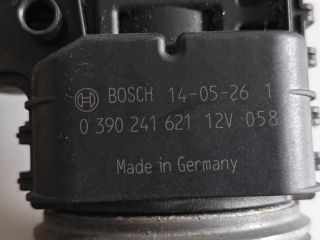 BOSCH 14-05-26 1
0 390 241 621 12V 058
Made in Germany